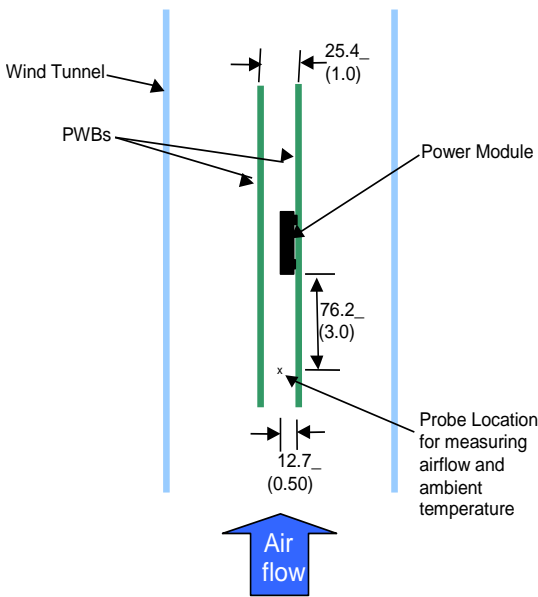 25.4_
(1.0)
Wind Tunnel
PWBs
Power Module
76.2_
(3.0)
x
Probe Location
for measuring
airflow and
ambient
temperature
12.7_
(0.50)
Air
flow